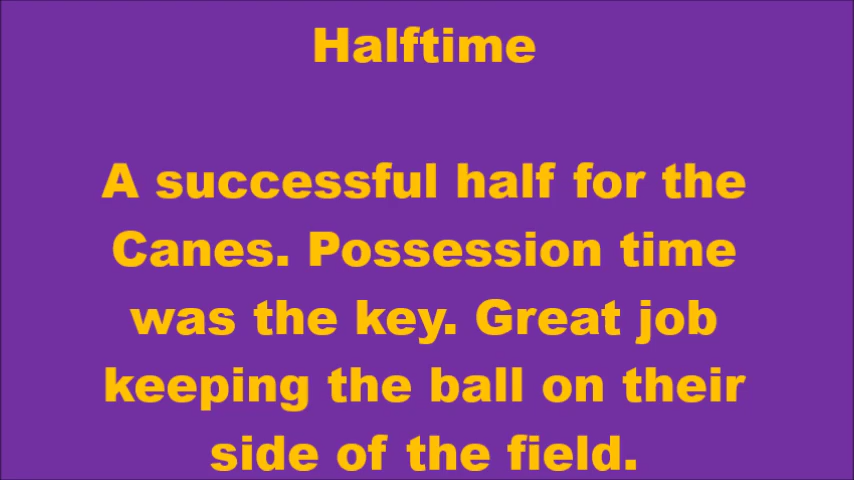 Halftime
A successful half for the
Canes. Possession time
was the key. Great job
keeping the ball on their
side of the field.